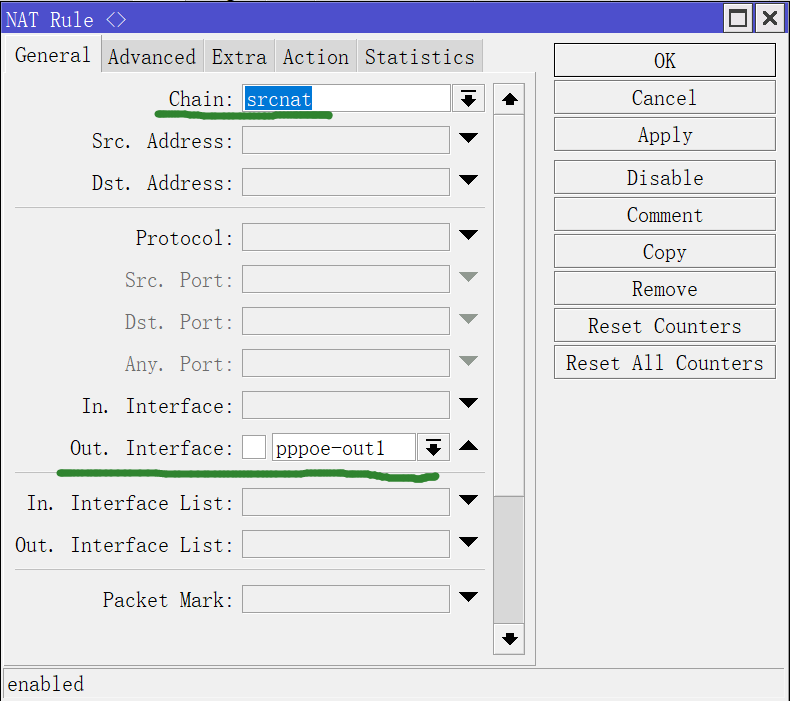 NAT Rule <>
General Advanced Extra Action Statistics
Chain: srcnat
Src. Address:
Dst. Address:
Protocol:
Src. Port:
Dst. Port:
Any. Port:
In. Interface:
Out. Interface: pppoe-out1
In. Interface List:
Out. Interface List:
Packet Mark:
OK
Cancel
Apply
Disable
Comment
Copy
Remove
Reset Counters
Reset All Counters
enabled